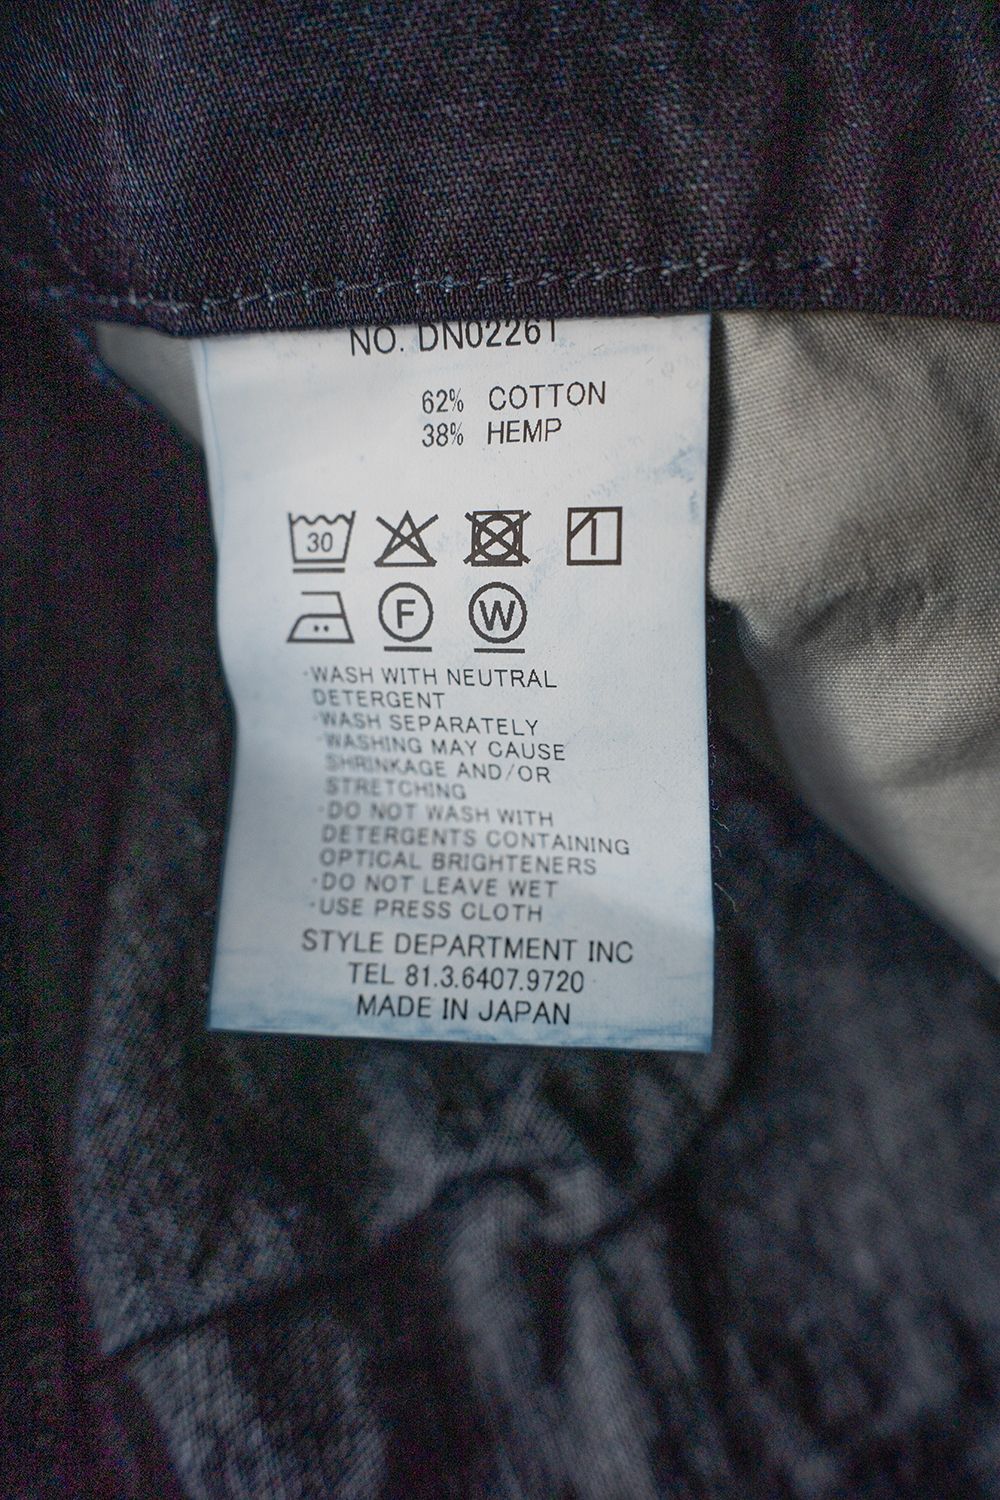 NO. DN02261
62% COTTON
38% HEMP
30
F W
·WASH WITH NEUTRAL
DETERGENT
·WASH SEPARATELY
·WASHING MAY CAUSE
SHRINKAGE AND/OR
STRETCHING
·DO NOT WASH WITH
DETERGENTS CONTAINING
OPTICAL BRIGHTENERS
·DO NOT LEAVE WET
·USE PRESS CLOTH
STYLE DEPARTMENT INC
TEL 81.3.6407.9720
MADE IN JAPAN